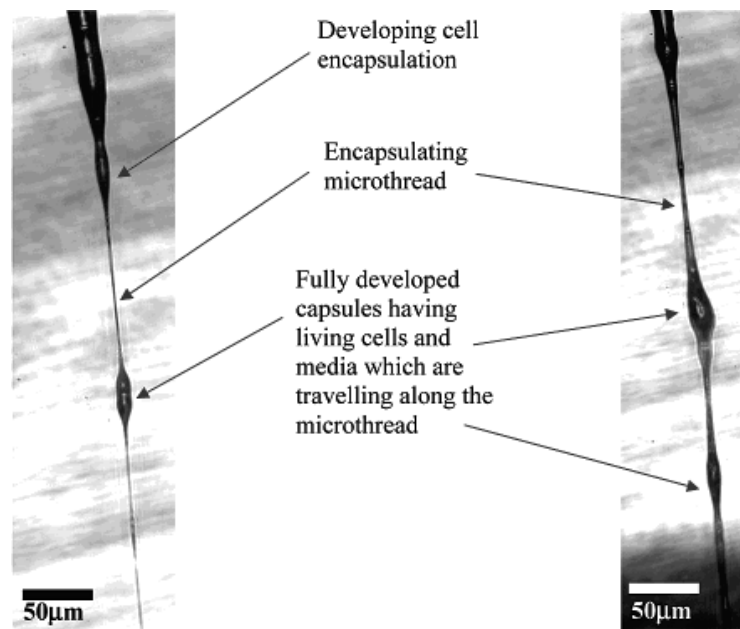 Developing cell
encapsulation
Encapsulating
microthread
Fully developed
capsules having
living cells and
media which are
travelling along the
microthread
50μm
50μm